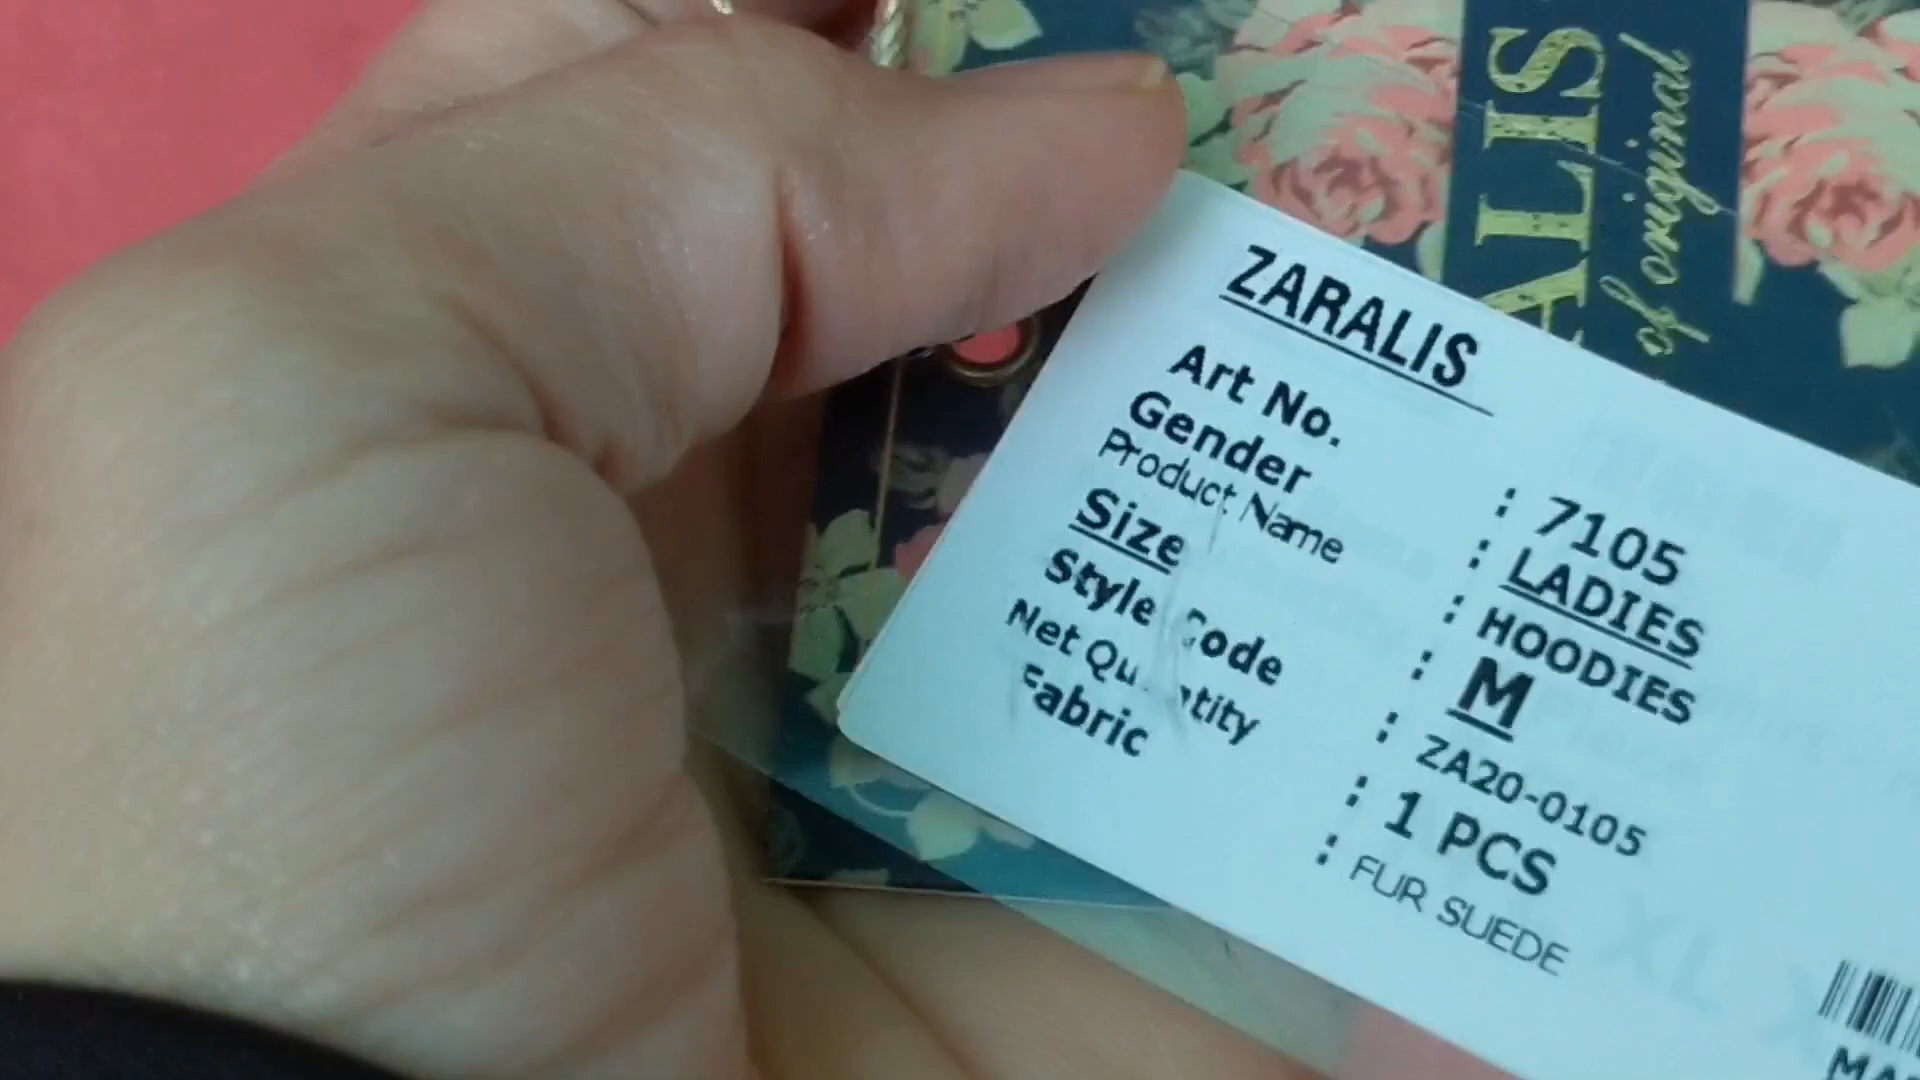 ALIS
of original
ZARALIS
Art No. : 7105
Gender : LADIES
Product Name : HOODIES
Size : M
Style Code : ZA20-0105
Net Quantity : 1 PCS
Fabric : FUR SUEDE